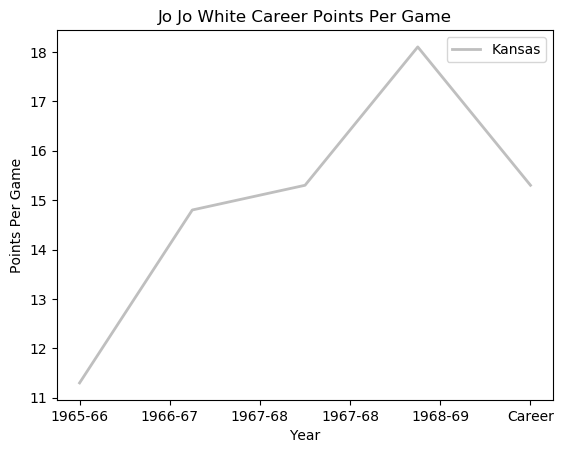 Jo Jo White Career Points Per Game
Kansas
18
17
16
15
14
13
12
11
Points Per Game
1965-66 1966-67 1967-68 1967-68 1968-69 Career
Year